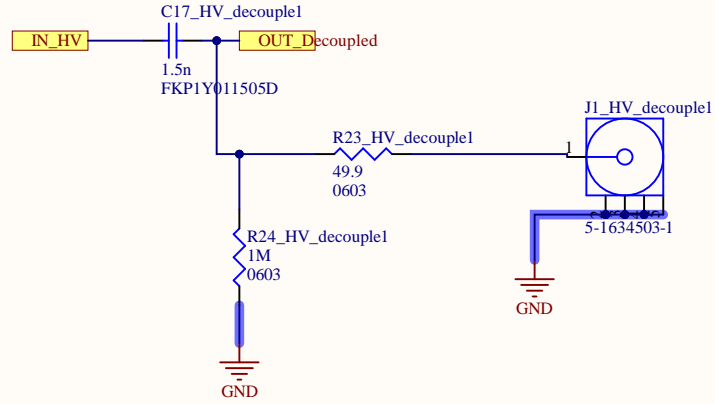 C17_HV_decouple1
IN_HV
OUT_Decoupled
1.5n
FKP1Y011505D
J1_HV_decouple1
R23_HV_decouple1
1
49.9
0603
R24_HV_decouple1
1M
0603
5-1634503-1
GND
GND